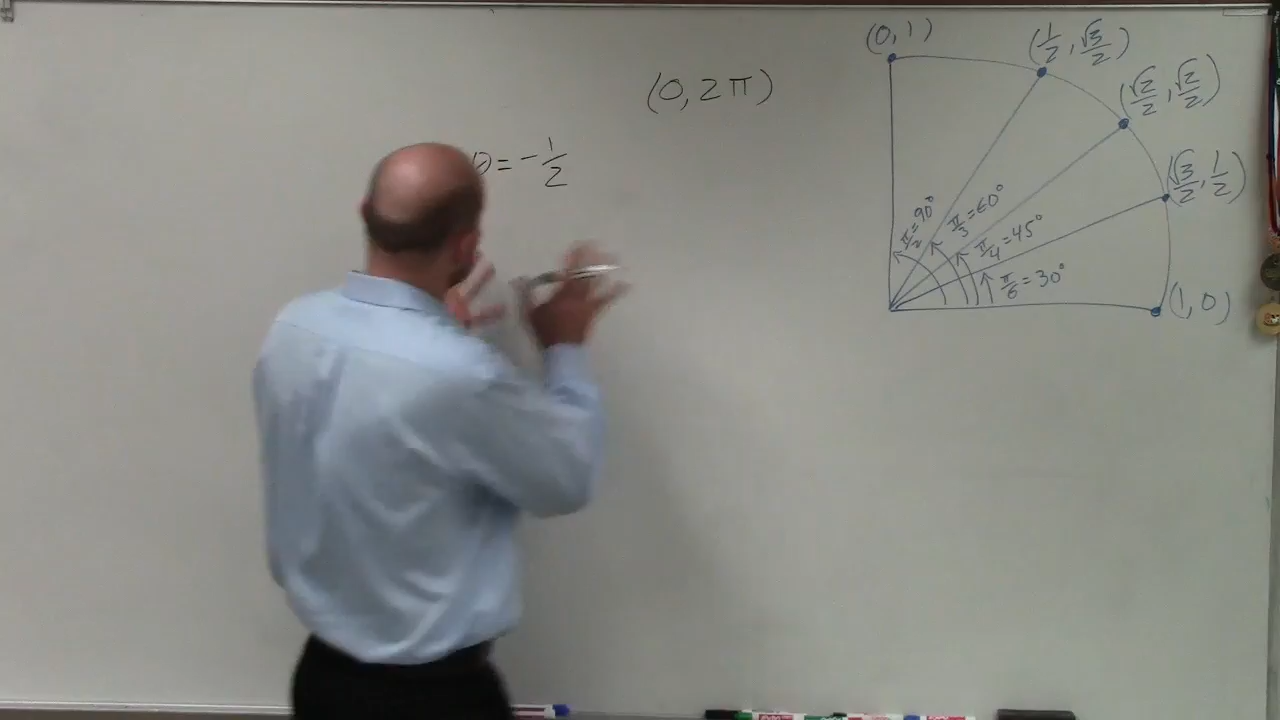 (0, 2π)
θ = -1/2
(0, 1)
(1/2, √3/2)
(√2/2, √2/2)
(√3/2, 1/2)
(1, 0)
π/2 = 90°
π/3 = 60°
π/4 = 45°
π/6 = 30°